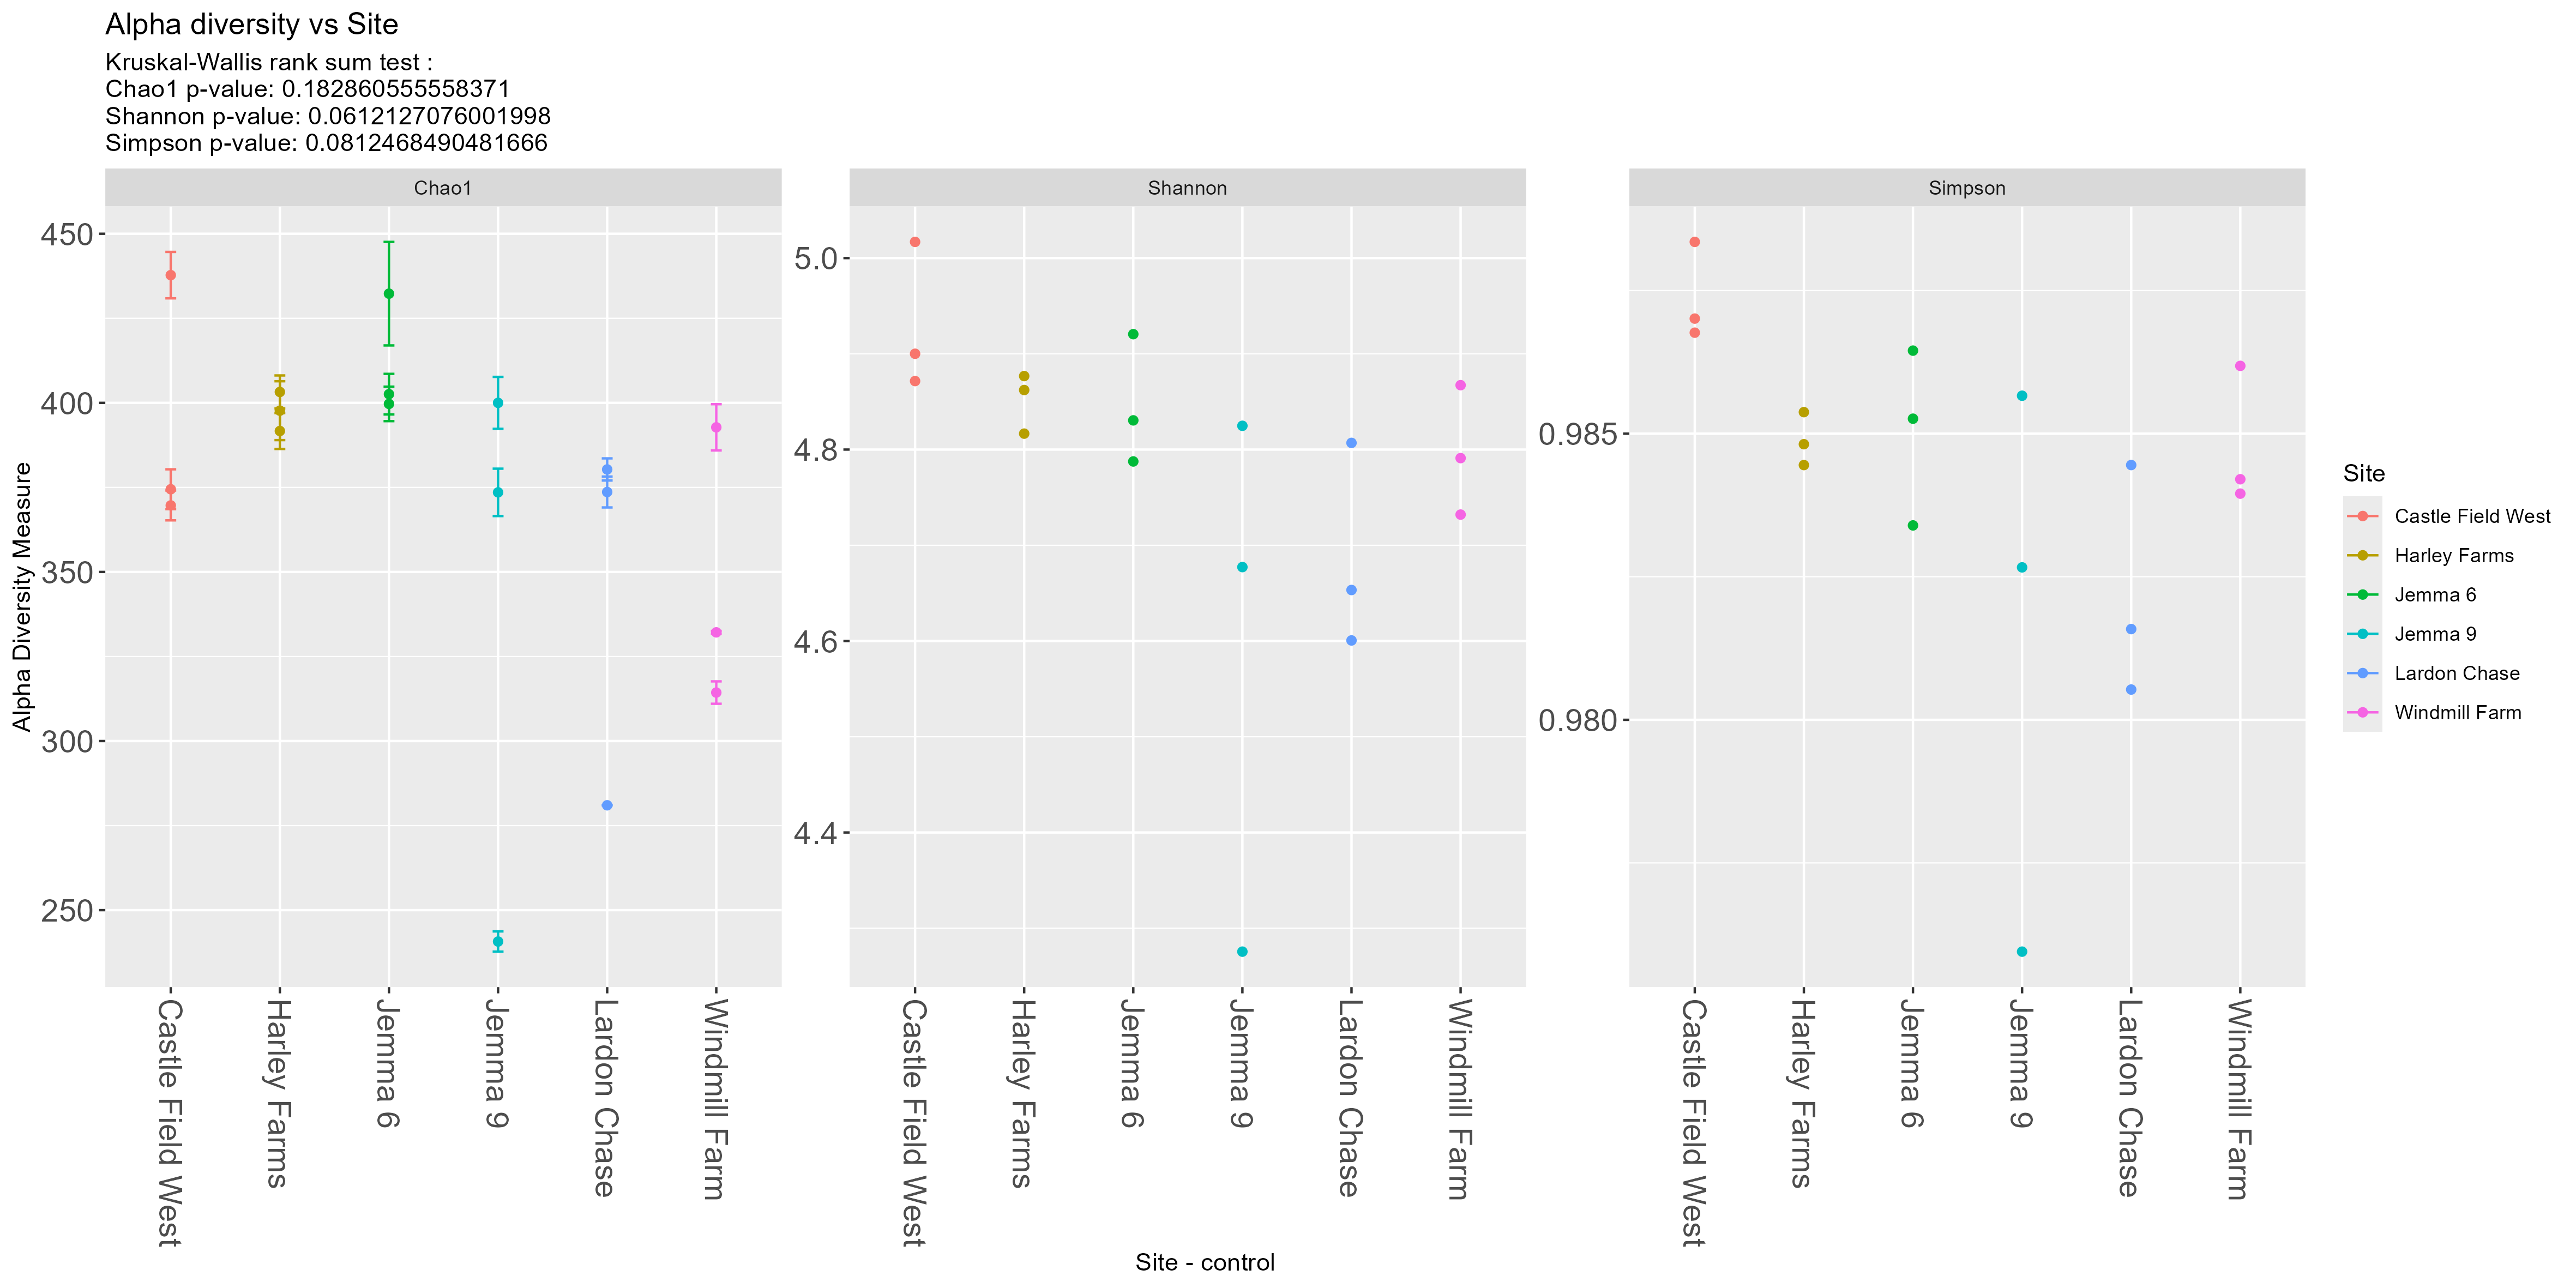 Alpha diversity vs Site
Kruskal-Wallis rank sum test :
Chao1 p-value: 0.182860555558371
Shannon p-value: 0.0612127076001998
Simpson p-value: 0.0812468490481666
Chao1
Shannon
Simpson
Alpha Diversity Measure
450
400
350
300
250
5.0
4.8
4.6
4.4
0.985
0.980
Castle Field West
Harley Farms
Jemma 6
Jemma 9
Lardon Chase
Windmill Farm
Castle Field West
Harley Farms
Jemma 6
Jemma 9
Lardon Chase
Windmill Farm
Castle Field West
Harley Farms
Jemma 6
Jemma 9
Lardon Chase
Windmill Farm
Site - control
Site
Castle Field West
Harley Farms
Jemma 6
Jemma 9
Lardon Chase
Windmill Farm